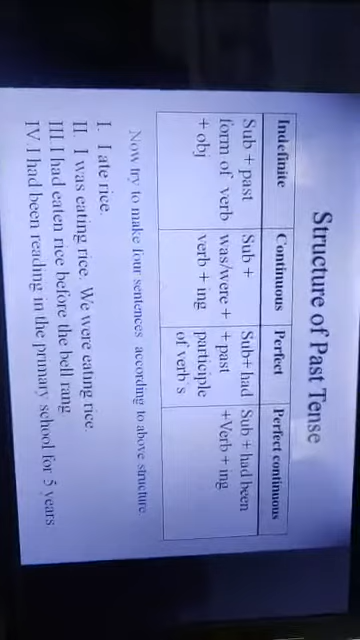 Structure of Past Tense
Indefinite Continuous Perfect Perfect continuous
Sub + past form of verb + obj
Sub + was/were + verb + ing
Sub+ had + past participle of verb's
Sub + had been +Verb + ing
Now try to make four sentences according to above structure
I. I ate rice.
II. I was eating rice. We were eating rice.
III. I had eaten rice before the bell rang
IV. I had been reading in the primary school for 5 years